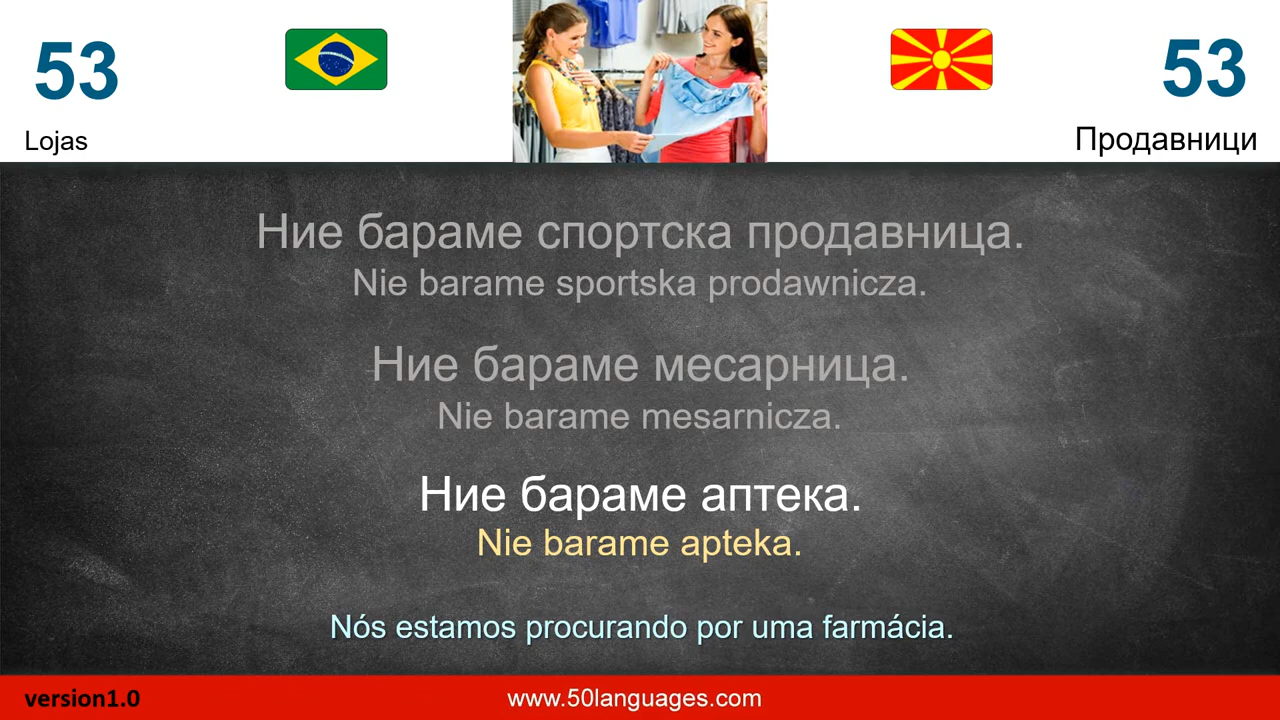 53
53
Lojas
Продавници
Ние бараме спортска продавница.
Nie barame sportska prodawnicza.
Ние бараме месарница.
Nie barame mesarnicza.
Ние бараме аптека.
Nie barame apteka.
Nós estamos procurando por uma farmácia.
version1.0
www.50languages.com